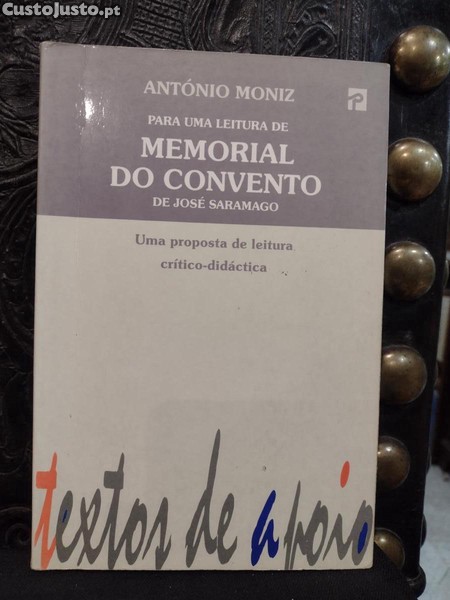 CustoJusto.pt
ANTÓNIO MONIZ
P
PARA UMA LEITURA DE
MEMORIAL
DO CONVENTO
DE JOSÉ SARAMAGO
Uma proposta de leitura
crítico-didáctica
textos de apoio